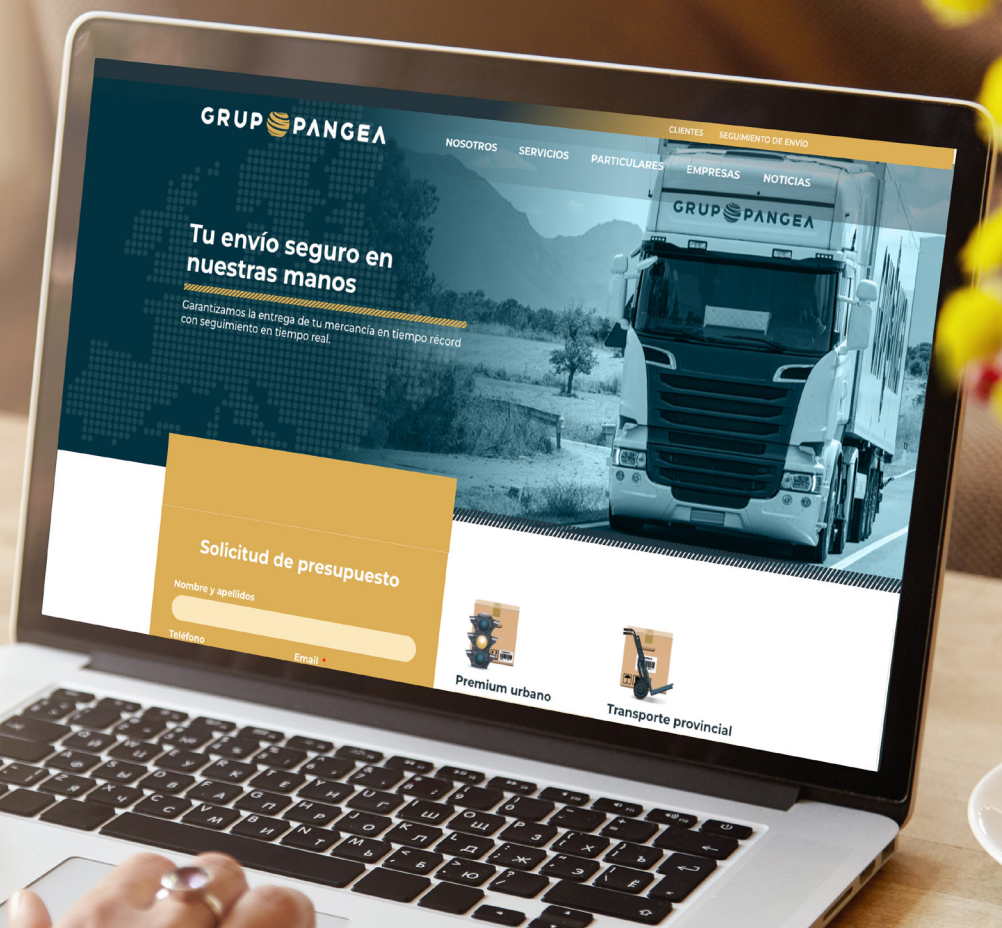 GRUPO PANGEA
CLIENTES SEGUIMIENTO DE ENVÍO
NOSOTROS SERVICIOS PARTICULARES EMPRESAS NOTICIAS
GRUPO PANGEA
Tu envío seguro en
nuestras manos
Garantizamos la entrega de tu mercancía en tiempo récord
con seguimiento en tiempo real.
Solicitud de presupuesto
Nombre y apellidos
Teléfono
Email *
Premium urbano
Transporte provincial